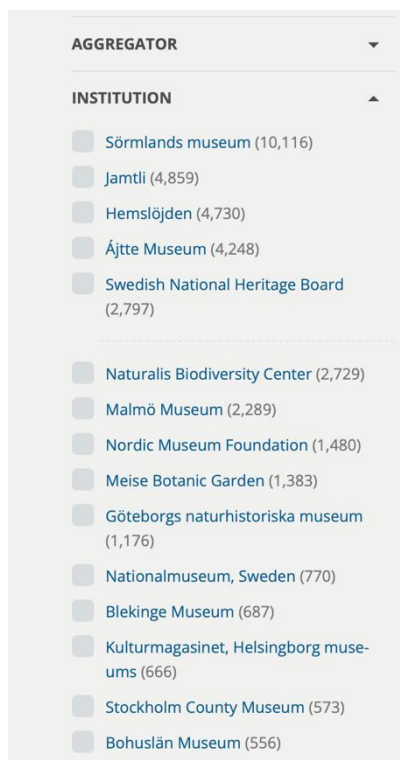 AGGREGATOR
INSTITUTION
Sörmlands museum (10,116)
Jamtli (4,859)
Hemslöjden (4,730)
Ájtte Museum (4,248)
Swedish National Heritage Board
(2,797)
Naturalis Biodiversity Center (2,729)
Malmö Museum (2,289)
Nordic Museum Foundation (1,480)
Meise Botanic Garden (1,383)
Göteborgs naturhistoriska museum
(1,176)
Nationalmuseum, Sweden (770)
Blekinge Museum (687)
Kulturmagasinet, Helsingborg muse-
ums (666)
Stockholm County Museum (573)
Bohuslän Museum (556)